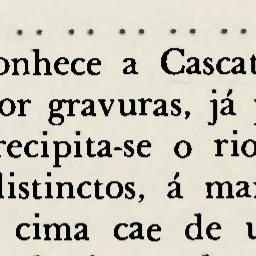 onhece a Cascat
or gravuras, já
recipita-se o rio
listinctos, á ma
cima cae de